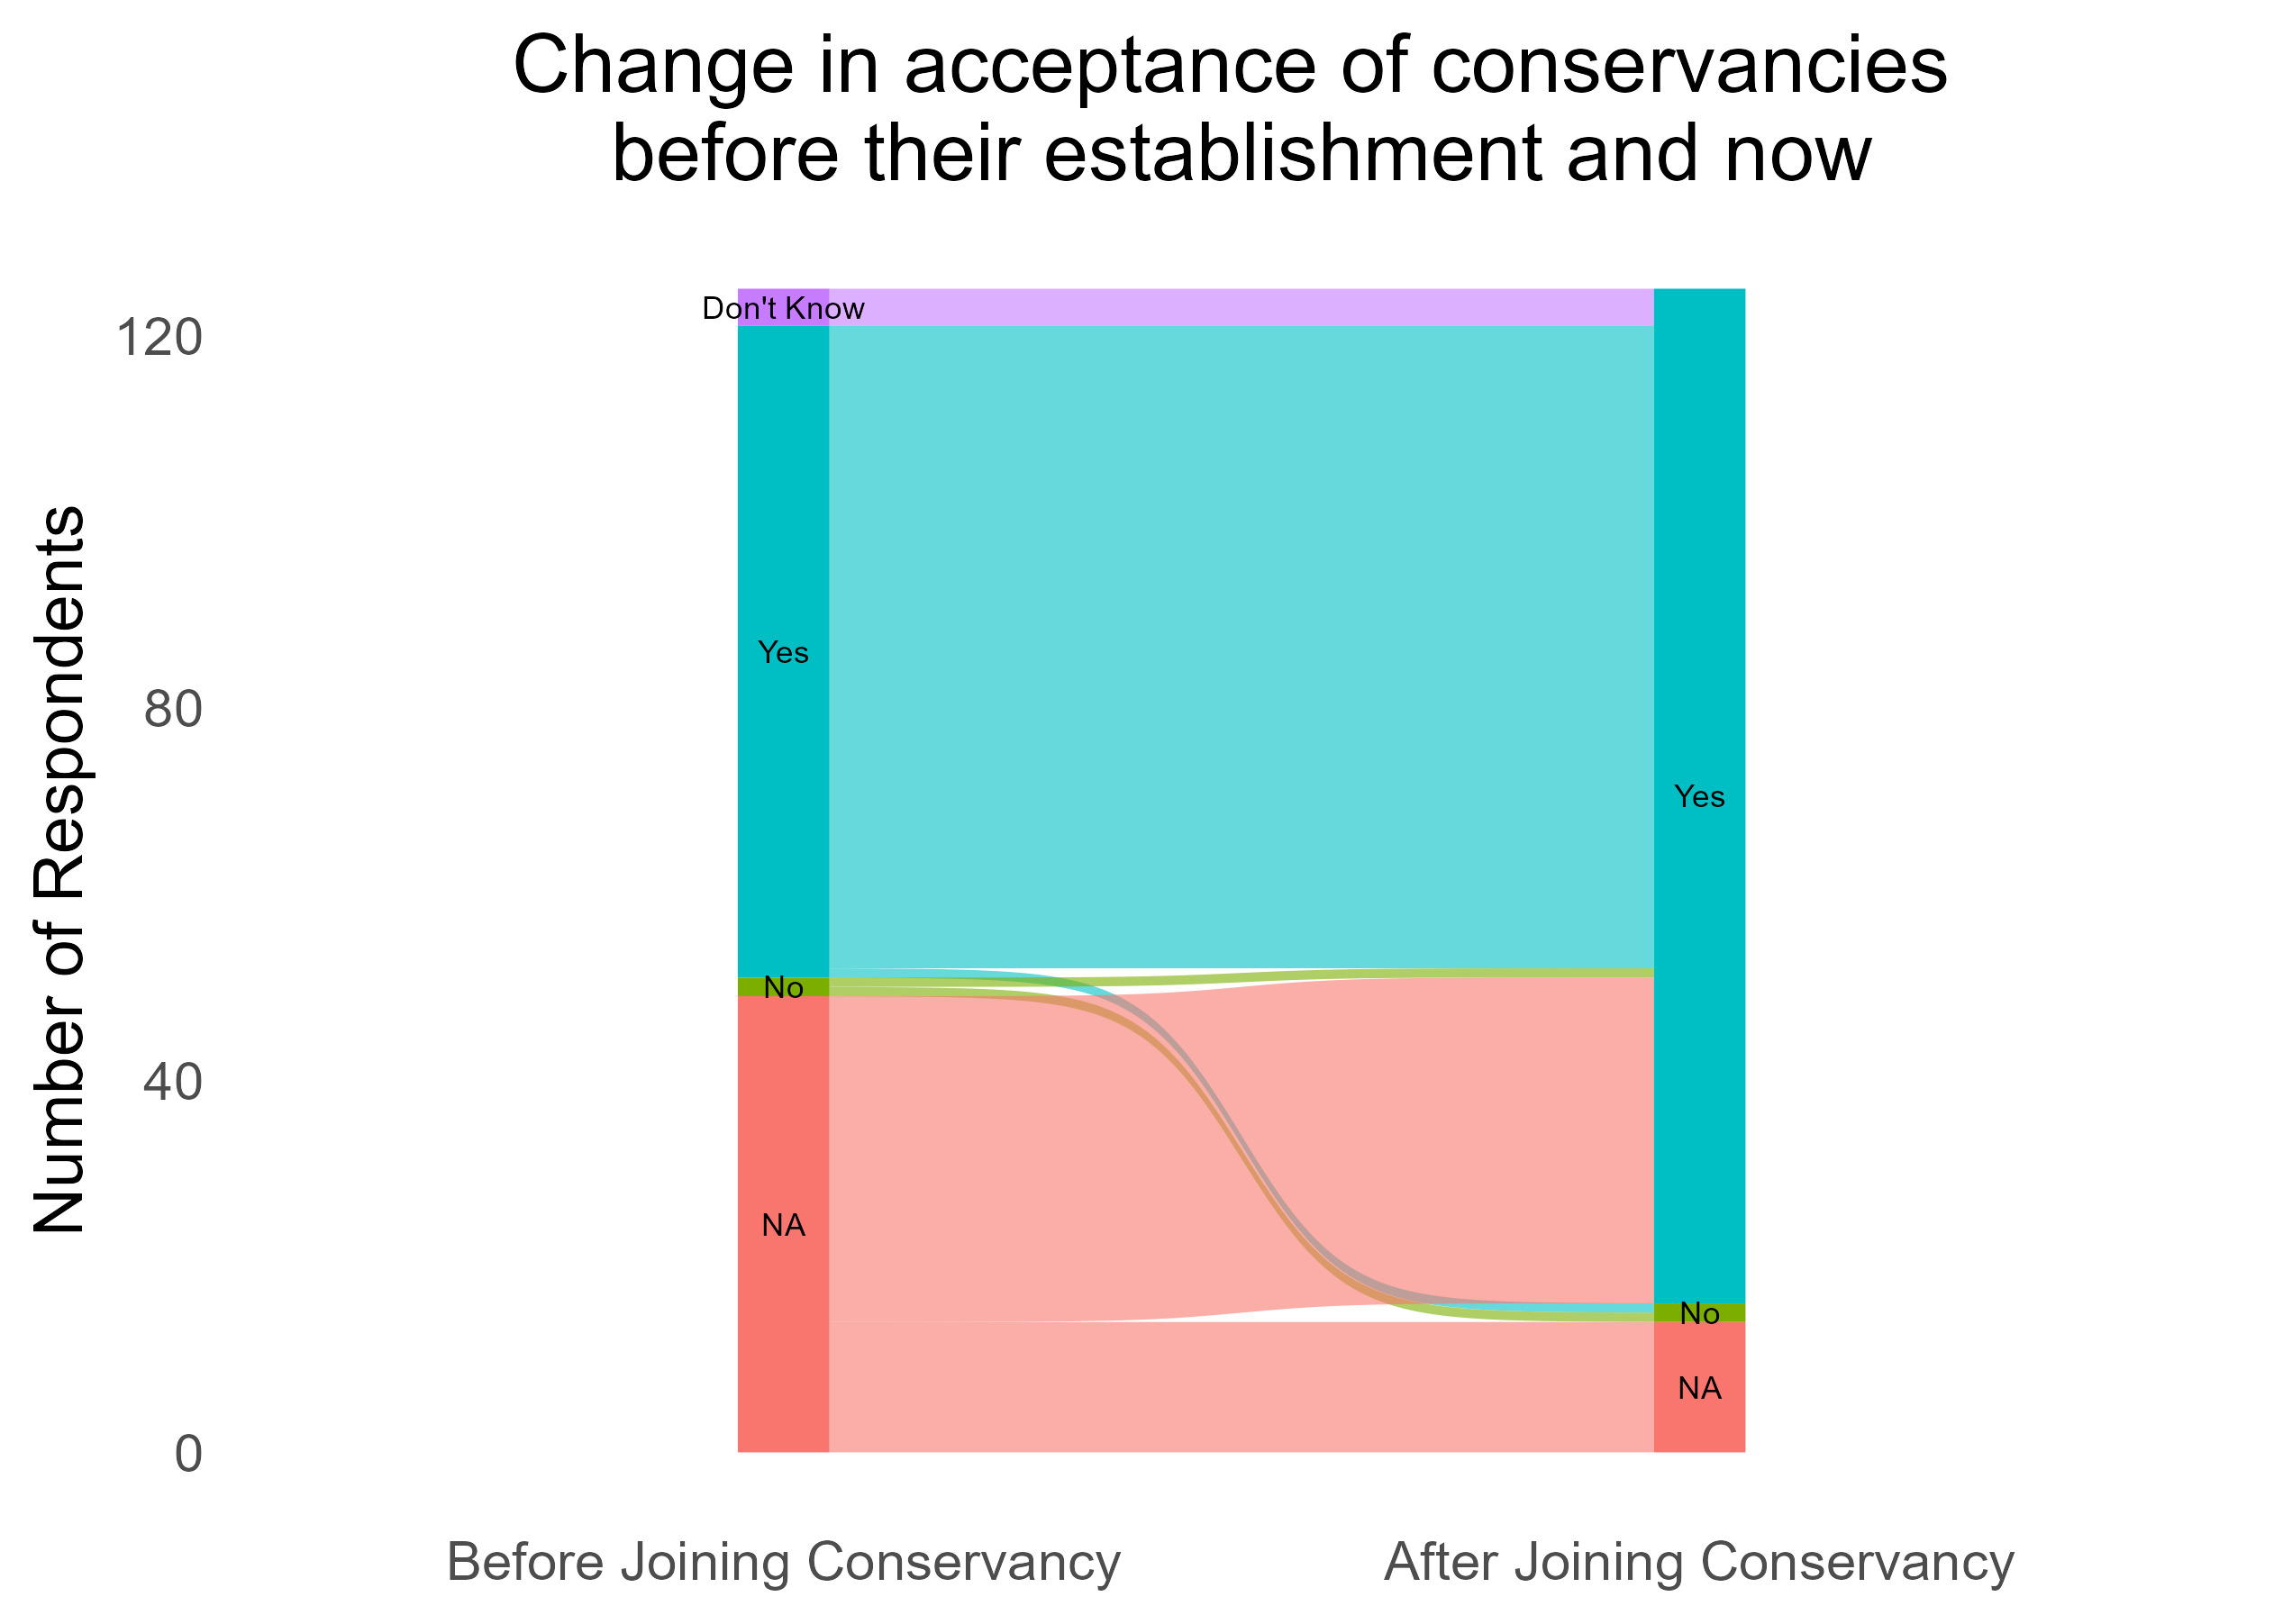 Change in acceptance of conservancies
before their establishment and now
Number of Respondents
120
80
40
0
Don't Know
Yes
No
NA
Yes
No
NA
Before Joining Conservancy
After Joining Conservancy